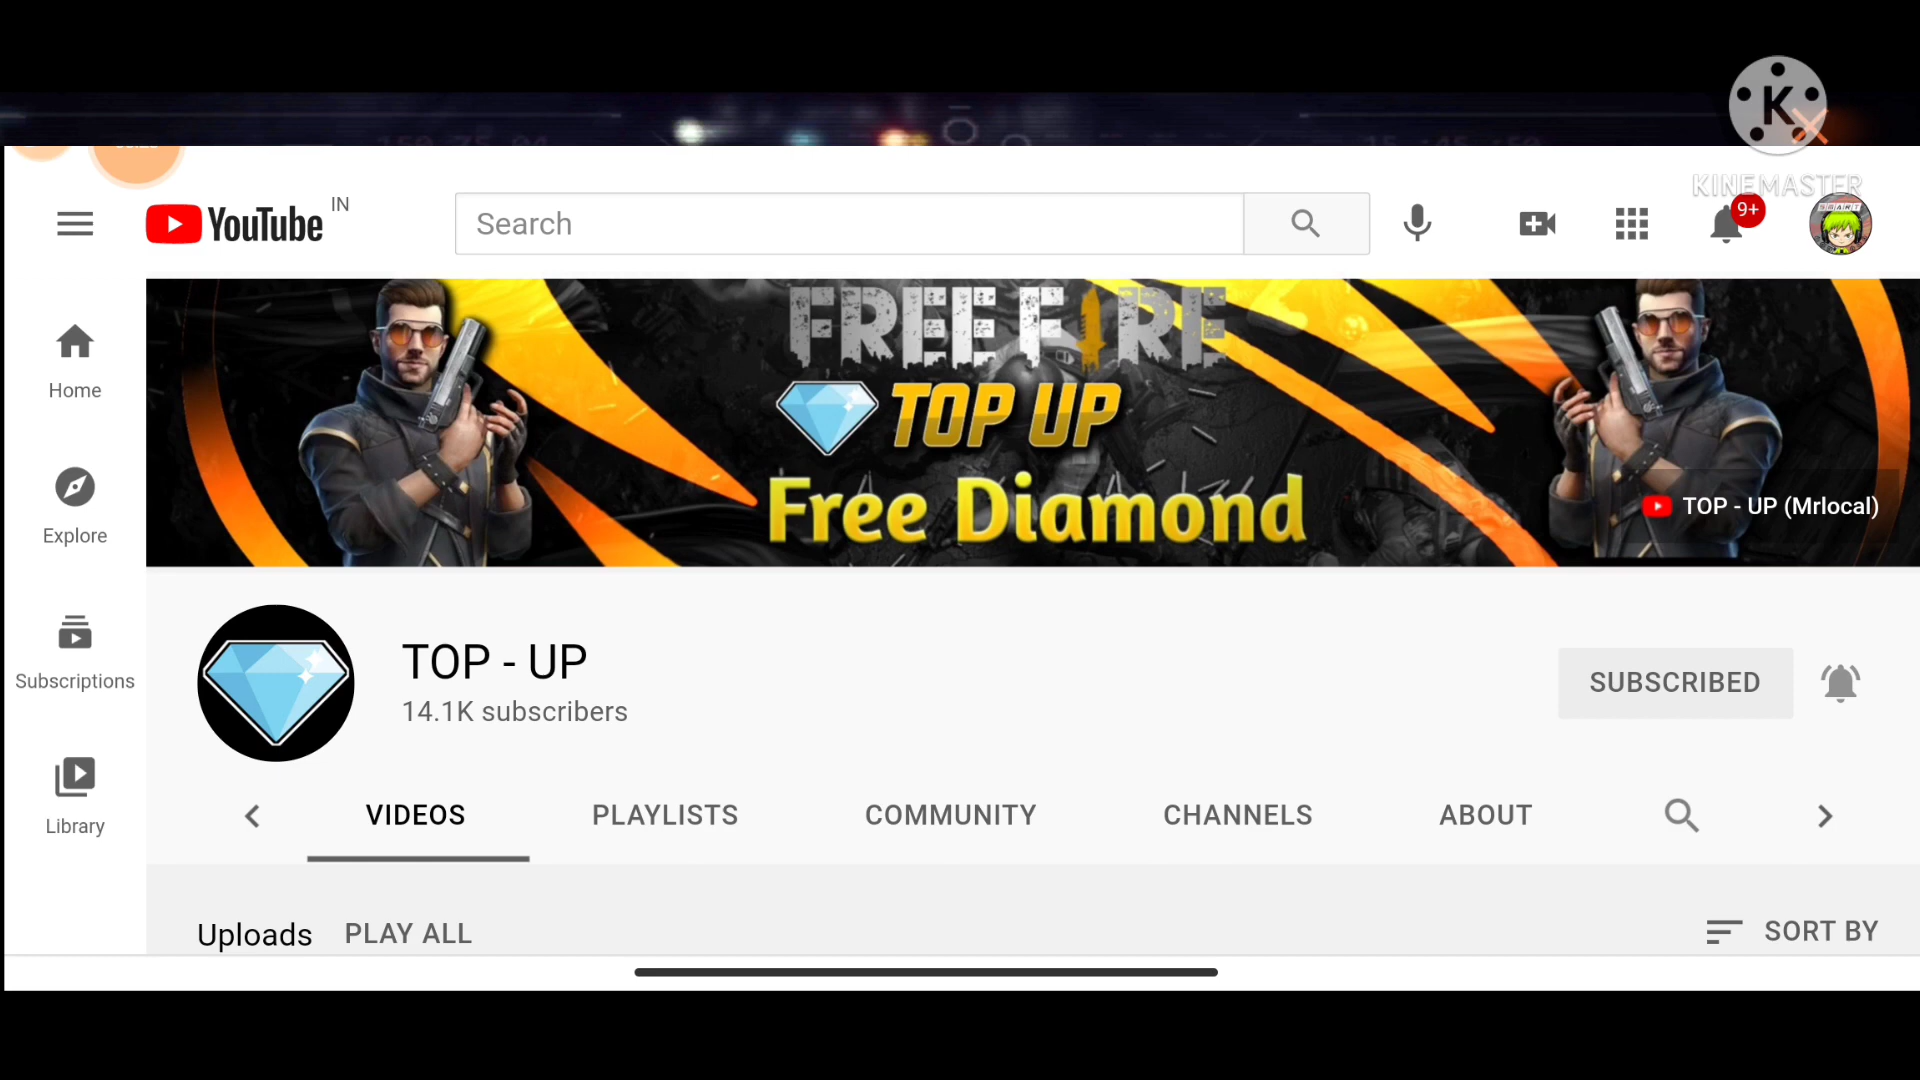 K
KINEMASTER
YouTube IN
Search
9+
SMART
Home
Explore
Subscriptions
Library
FREE FIRE
TOP UP
Free Diamond
TOP - UP (Mrlocal)
TOP - UP
14.1K subscribers
SUBSCRIBED
VIDEOS PLAYLISTS COMMUNITY CHANNELS ABOUT
Uploads PLAY ALL SORT BY